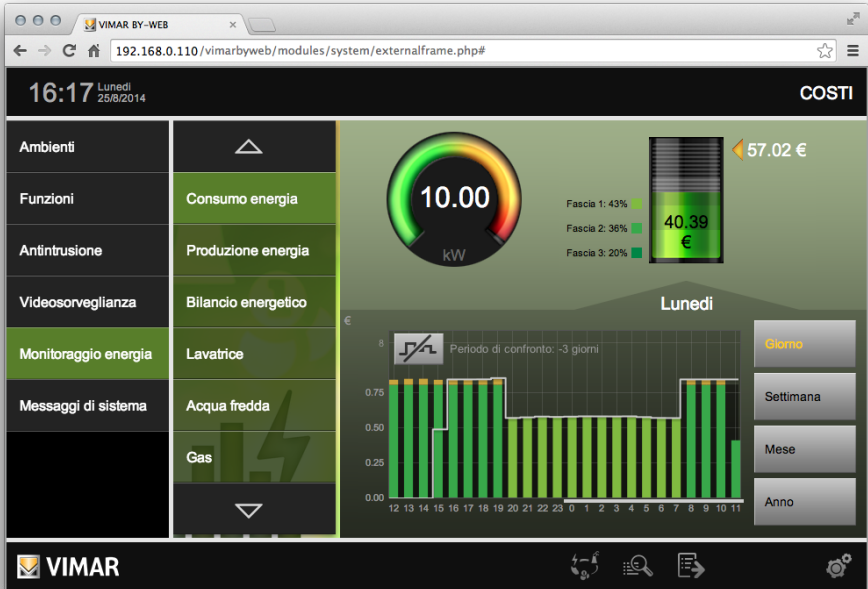 VIMAR BY-WEB
192.168.0.110/vimarbyweb/modules/system/externalframe.php#
16:17 Lunedì
25/8/2014
COSTI
Ambienti
Funzioni
Antintrusione
Videosorveglianza
Monitoraggio energia
Messaggi di sistema
Consumo energia
Produzione energia
Bilancio energetico
Lavatrice
Acqua fredda
Gas
10.00
kW
Fascia 1: 43%
Fascia 2: 36%
Fascia 3: 20%
40.39
€
57.02 €
Lunedì
€
8
Periodo di confronto: -3 giorni
0.75
0.50
0.25
0.00
12 13 14 15 16 17 18 19 20 21 22 23 0 1 2 3 4 5 6 7 8 9 10 11
Giorno
Settimana
Mese
Anno
VIMAR